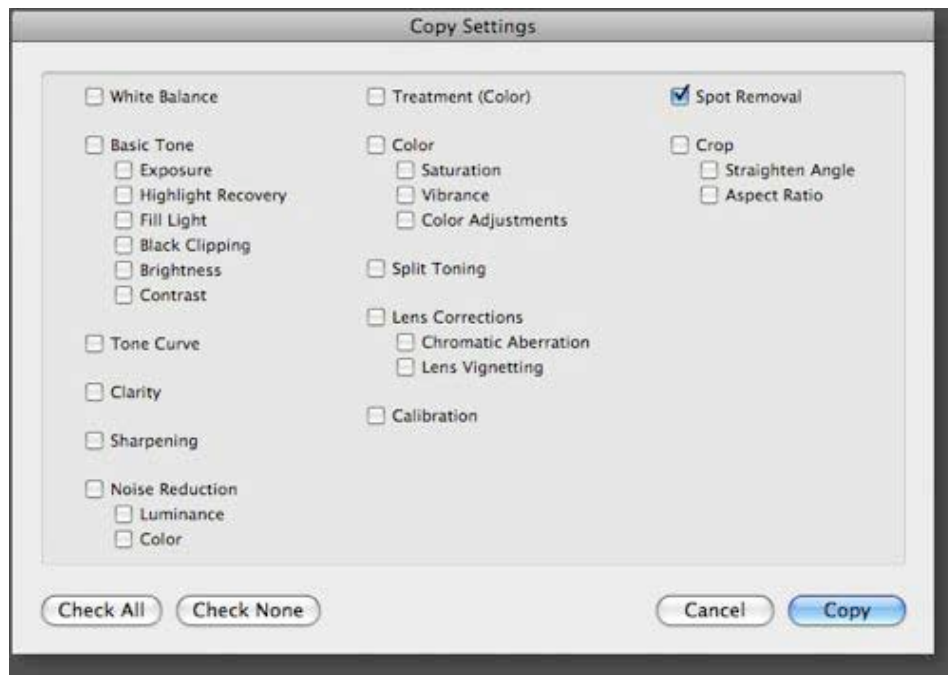 Copy Settings
White Balance
Basic Tone
Exposure
Highlight Recovery
Fill Light
Black Clipping
Brightness
Contrast
Tone Curve
Clarity
Sharpening
Noise Reduction
Luminance
Color
Treatment (Color)
Color
Saturation
Vibrance
Color Adjustments
Split Toning
Lens Corrections
Chromatic Aberration
Lens Vignetting
Calibration
Spot Removal
Crop
Straighten Angle
Aspect Ratio
Check All
Check None
Cancel
Copy